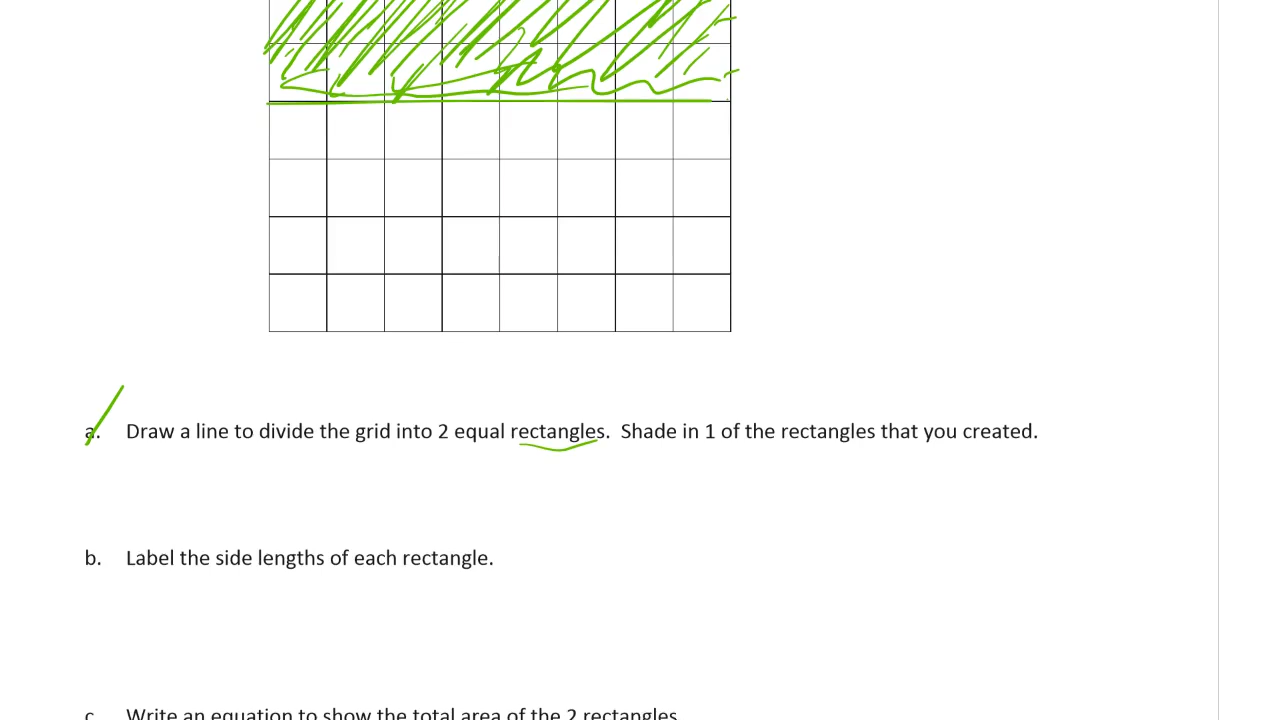 a. Draw a line to divide the grid into 2 equal rectangles. Shade in 1 of the rectangles that you created.
b. Label the side lengths of each rectangle.
c. Write an equation to show the total area of the 2 rectangles.